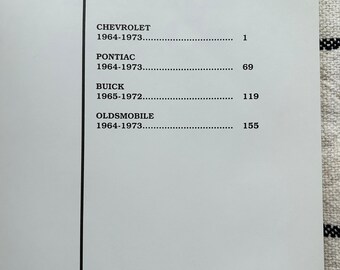 CHEVROLET
1964-1973.................................. 1
PONTIAC
1964-1973.................................. 69
BUICK
1965-1972.................................. 119
OLDSMOBILE
1964-1973.................................. 155